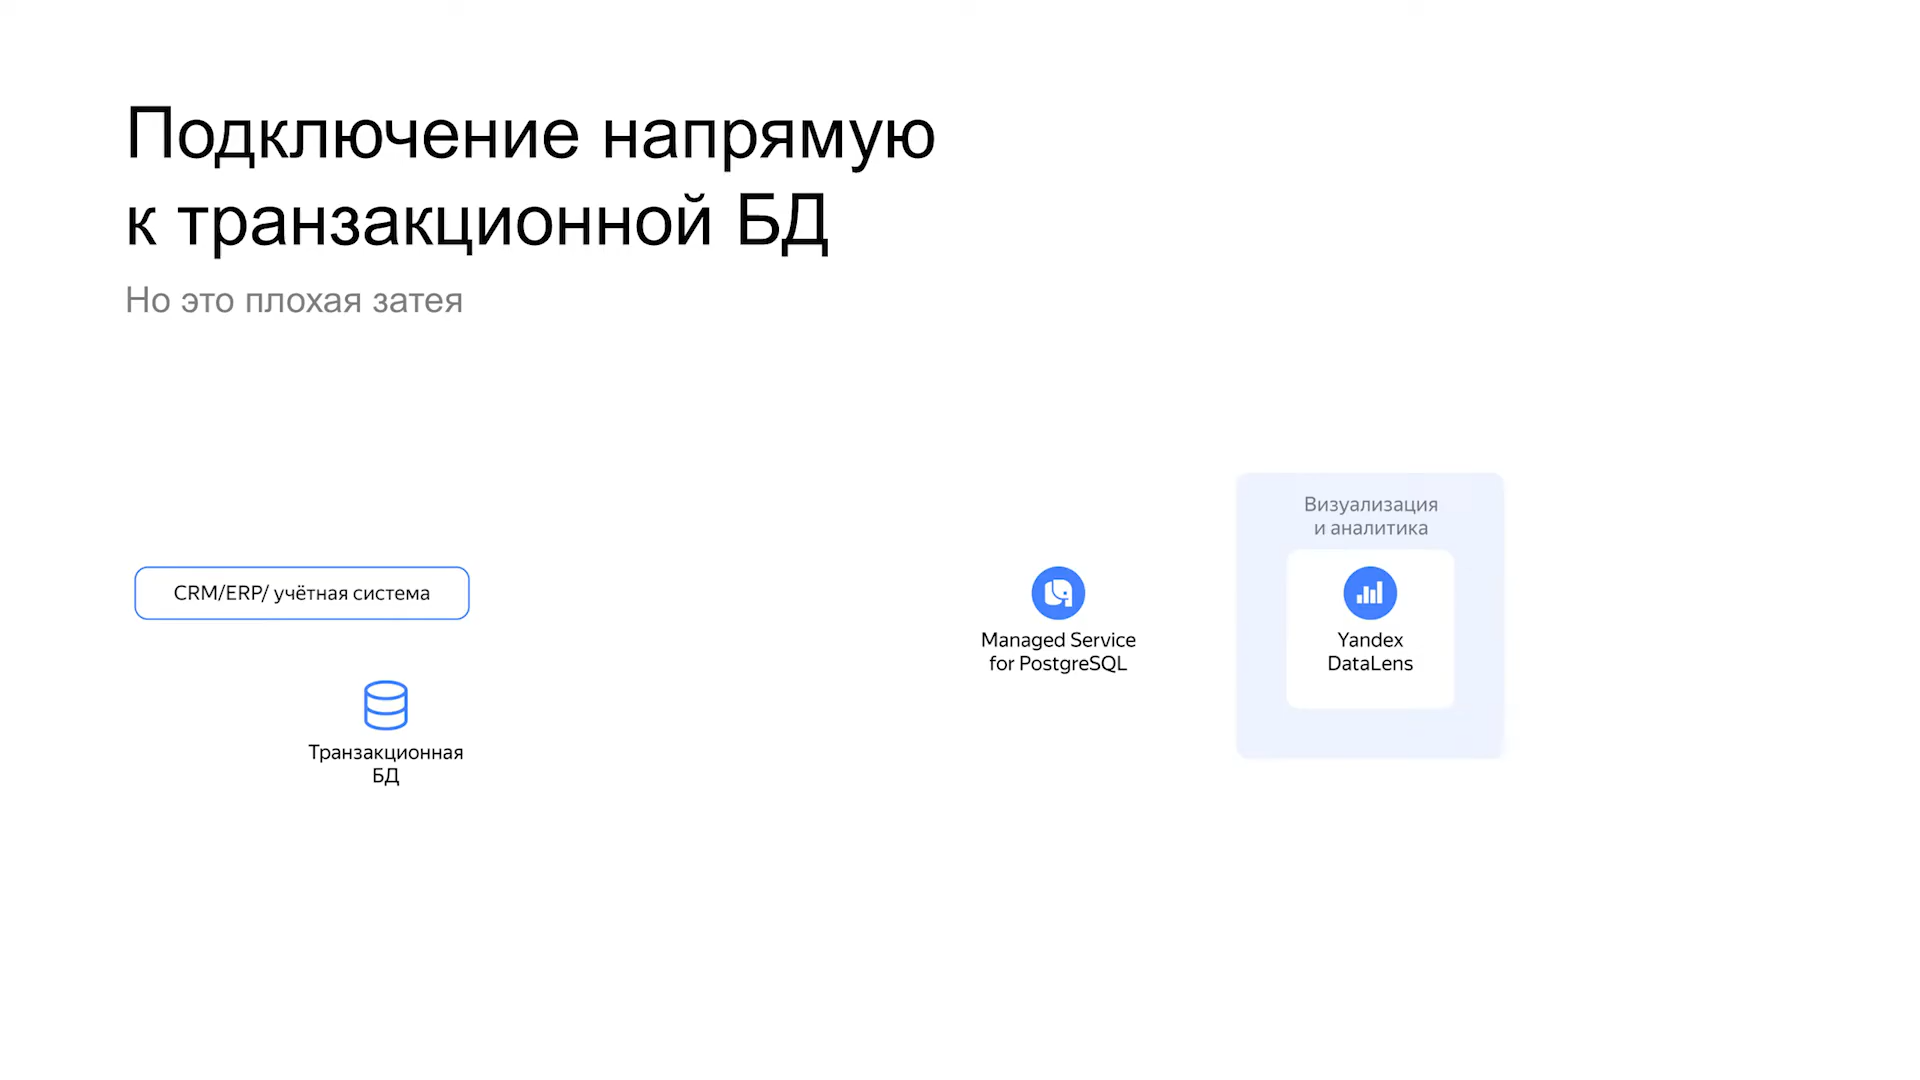 Подключение напрямую
к транзакционной БД
Но это плохая затея
CRM/ERP/ учётная система
Транзакционная
БД
Managed Service
for PostgreSQL
Визуализация
и аналитика
Yandex
DataLens